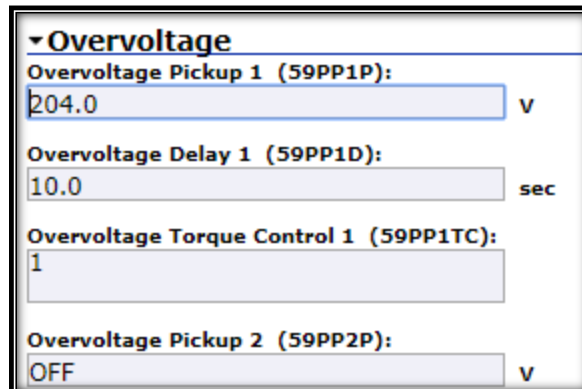 Overvoltage
Overvoltage Pickup 1 (59PP1P):
204.0 V
Overvoltage Delay 1 (59PP1D):
10.0 sec
Overvoltage Torque Control 1 (59PP1TC):
1
Overvoltage Pickup 2 (59PP2P):
OFF V